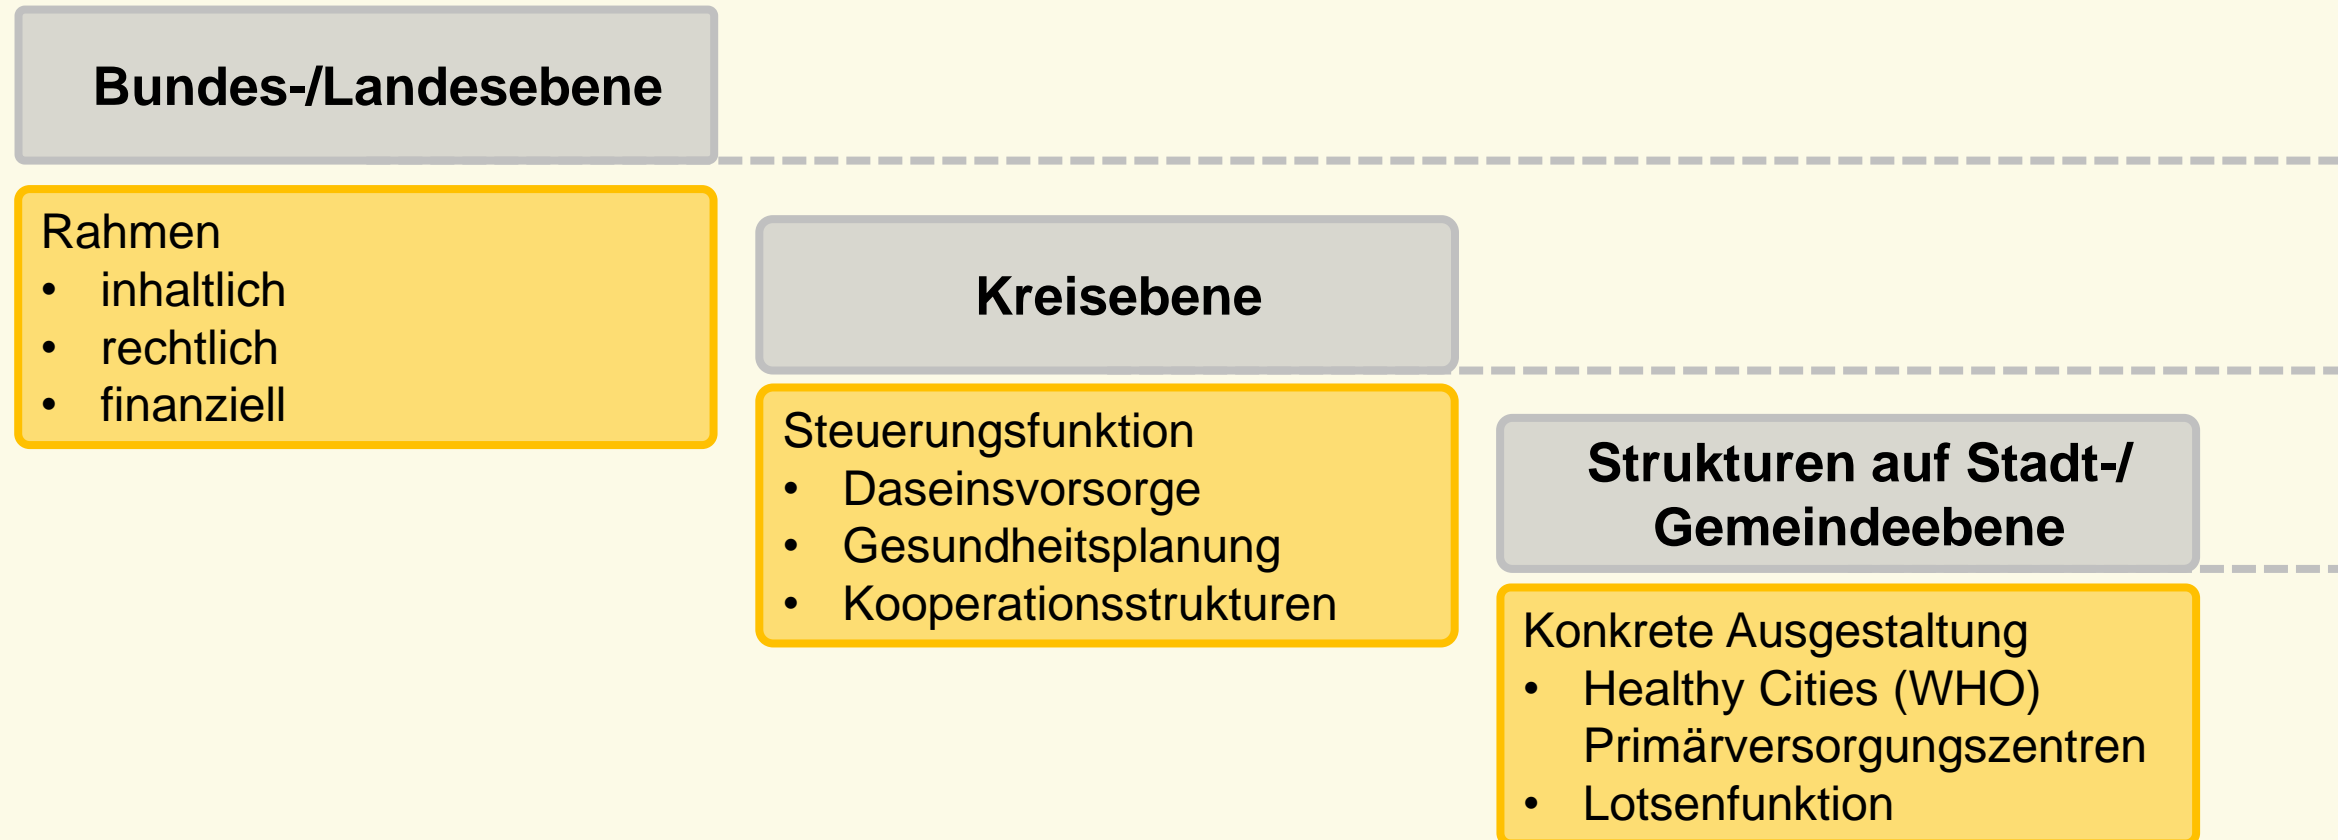 Bundes-/Landesebene
Rahmen
• inhaltlich
• rechtlich
• finanziell
Kreisebene
Steuerungsfunktion
• Daseinsvorsorge
• Gesundheitsplanung
• Kooperationsstrukturen
Strukturen auf Stadt-/
Gemeindeebene
Konkrete Ausgestaltung
• Healthy Cities (WHO)
Primärversorgungszentren
• Lotsenfunktion